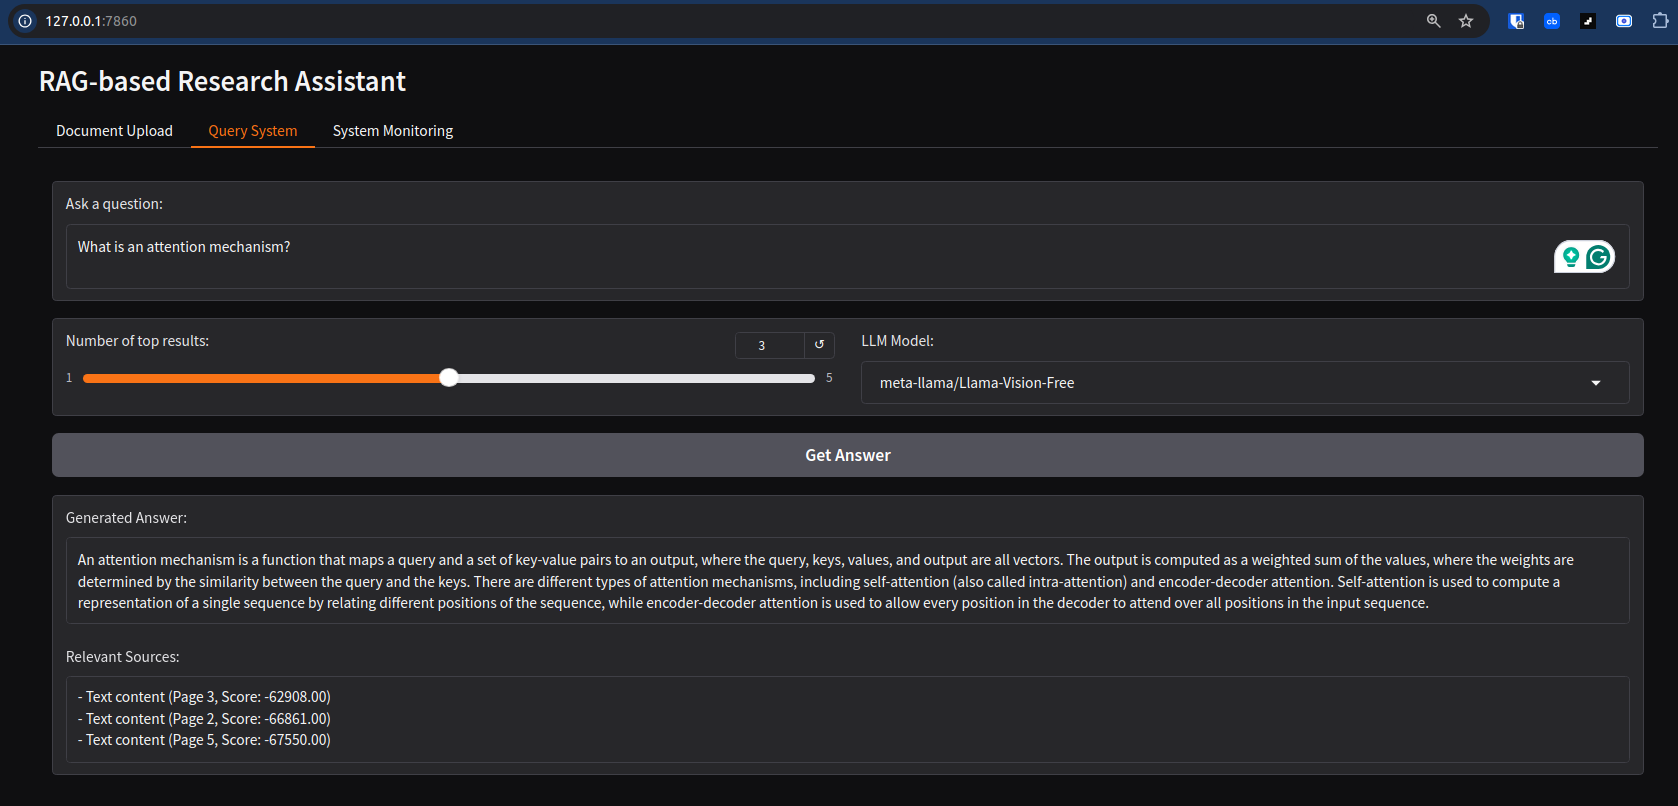 127.0.0.1:7860
cb
RAG-based Research Assistant
Document Upload
Query System
System Monitoring
Ask a question:
What is an attention mechanism?
Number of top results:
3
↺
1
5
LLM Model:
meta-llama/Llama-Vision-Free
Get Answer
Generated Answer:
An attention mechanism is a function that maps a query and a set of key-value pairs to an output, where the query, keys, values, and output are all vectors. The output is computed as a weighted sum of the values, where the weights are
determined by the similarity between the query and the keys. There are different types of attention mechanisms, including self-attention (also called intra-attention) and encoder-decoder attention. Self-attention is used to compute a
representation of a single sequence by relating different positions of the sequence, while encoder-decoder attention is used to allow every position in the decoder to attend over all positions in the input sequence.
Relevant Sources:
- Text content (Page 3, Score: -62908.00)
- Text content (Page 2, Score: -66861.00)
- Text content (Page 5, Score: -67550.00)